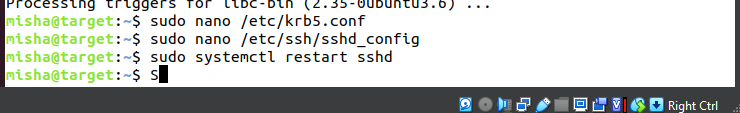 Processing triggers for libc-bin (2.35-0ubuntu3.6) ...
misha@target:~$ sudo nano /etc/krb5.conf
misha@target:~$ sudo nano /etc/ssh/sshd_config
misha@target:~$ sudo systemctl restart sshd
misha@target:~$ S
Right Ctrl